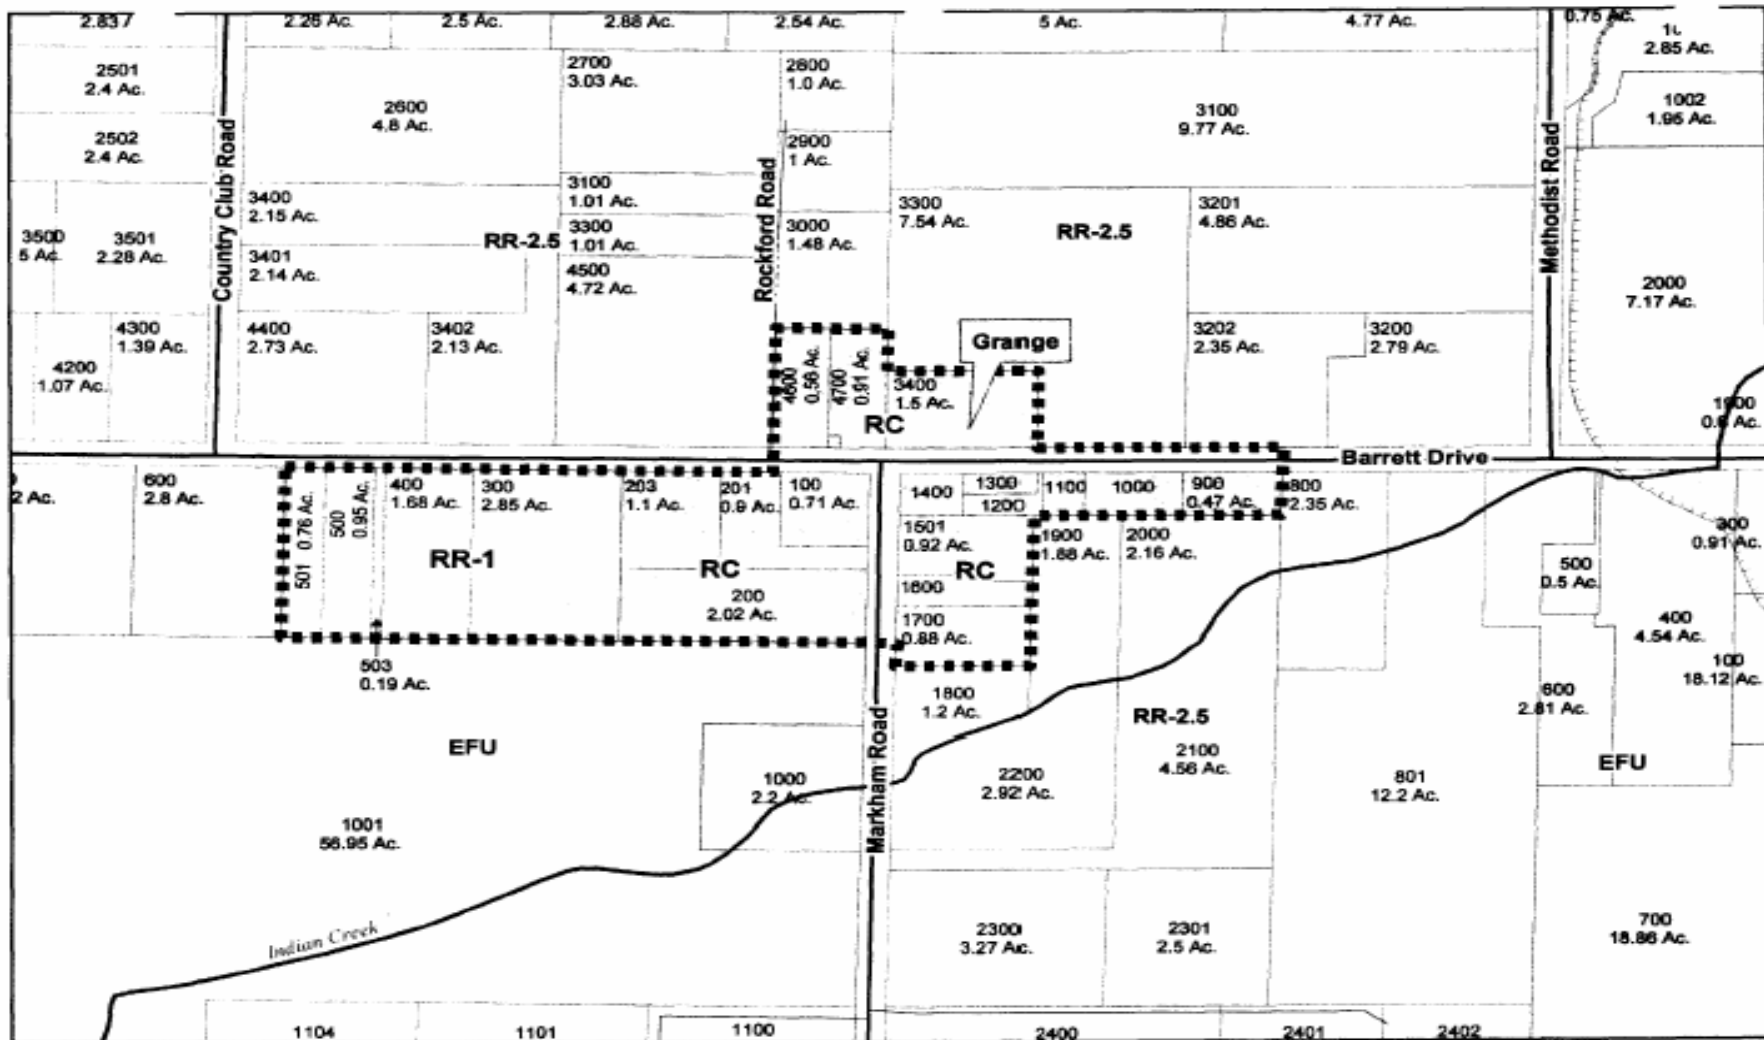 2.83
2.26 Ac.
2.5 Ac.
2.88 Ac.
2.54 Ac.
5 Ac.
4.77 Ac.
0.75 Ac.
2.85 Ac.
2501
2.4 Ac.
2502
2.4 Ac.
2600
4.8 Ac.
2700
3.03 Ac.
2800
1.0 Ac.
2900
1 Ac.
3100
9.77 Ac.
1002
1.95 Ac.
Country Club Road
Rockford Road
Methodist Road
3500
5 Ac.
3501
2.28 Ac.
3400
2.15 Ac.
3401
2.14 Ac.
RR-2.5
3100
1.01 Ac.
3300
1.01 Ac.
4500
4.72 Ac.
3000
1.48 Ac.
3300
7.54 Ac.
RR-2.5
3201
4.86 Ac.
2000
7.17 Ac.
4300
1.39 Ac.
4200
1.07 Ac.
4400
2.73 Ac.
3402
2.13 Ac.
4600
0.56 Ac.
4700
0.91 Ac.
RC
3400
1.5 Ac.
Grange
3202
2.35 Ac.
3200
2.79 Ac.
1900
Barrett Drive
2 Ac.
600
2.8 Ac.
501
0.76 Ac.
500
0.95 Ac.
400
1.68 Ac.
300
2.85 Ac.
RR-1
203
1.1 Ac.
201
0.9 Ac.
100
0.71 Ac.
RC
200
2.02 Ac.
1400
1300
1200
1100
1000
900
0.47 Ac.
800
2.35 Ac.
1501
0.92 Ac.
RC
1600
1700
0.88 Ac.
1900
1.88 Ac.
2000
2.16 Ac.
300
0.91 Ac.
500
0.5 Ac.
400
4.54 Ac.
100
18.12 Ac.
600
2.81 Ac.
EFU
503
0.19 Ac.
EFU
1800
1.2 Ac.
RR-2.5
2100
4.56 Ac.
Markham Road
1000
2.2 Ac.
2200
2.92 Ac.
801
12.2 Ac.
1001
56.95 Ac.
Indian Creek
2300
3.27 Ac.
2301
2.5 Ac.
700
18.86 Ac.
1104
1101
1100
2400
2401
2402